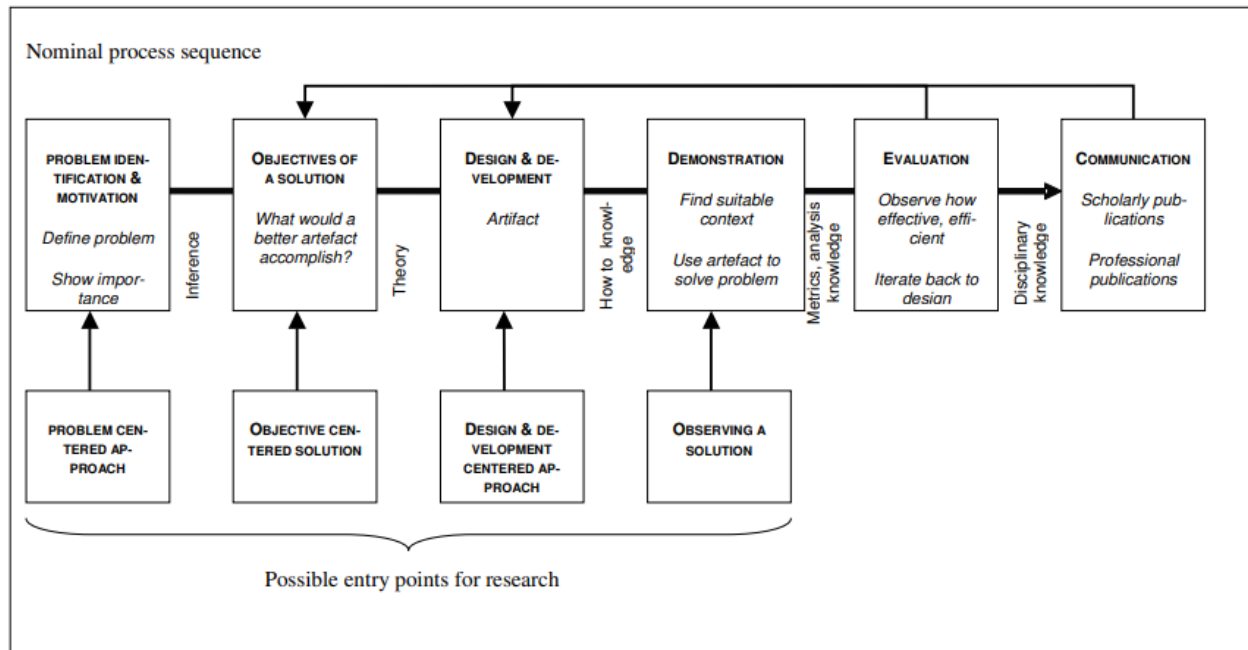 Nominal process sequence
PROBLEM IDEN-
TIFICATION &
MOTIVATION
Define problem
Show impor-
tance
Inference
OBJECTIVES OF
A SOLUTION
What would a
better artefact
accomplish?
Theory
DESIGN & DE-
VELOPMENT
Artifact
How to knowl-
edge
DEMONSTRATION
Find suitable
context
Use artefact to
solve problem
Metrics, analysis
knowledge
EVALUATION
Observe how
effective, effi-
cient
Iterate back to
design
Disciplinary
knowledge
COMMUNICATION
Scholarly pub-
lications
Professional
publications
PROBLEM CEN-
TERED AP-
PROACH
OBJECTIVE CEN-
TERED SOLUTION
DESIGN & DE-
VELOPMENT
CENTERED AP-
PROACH
OBSERVING A
SOLUTION
Possible entry points for research